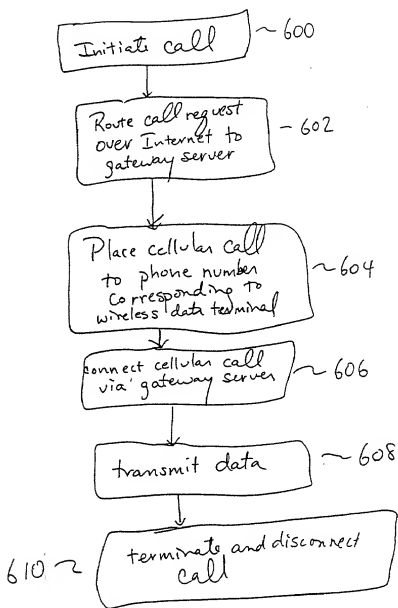 Initiate call
600
Route call request
over Internet to
gateway server
602
Place cellular call
to phone number
corresponding to
wireless data terminal
604
connect cellular call
via gateway server
606
transmit data
608
terminate and disconnect
call
610